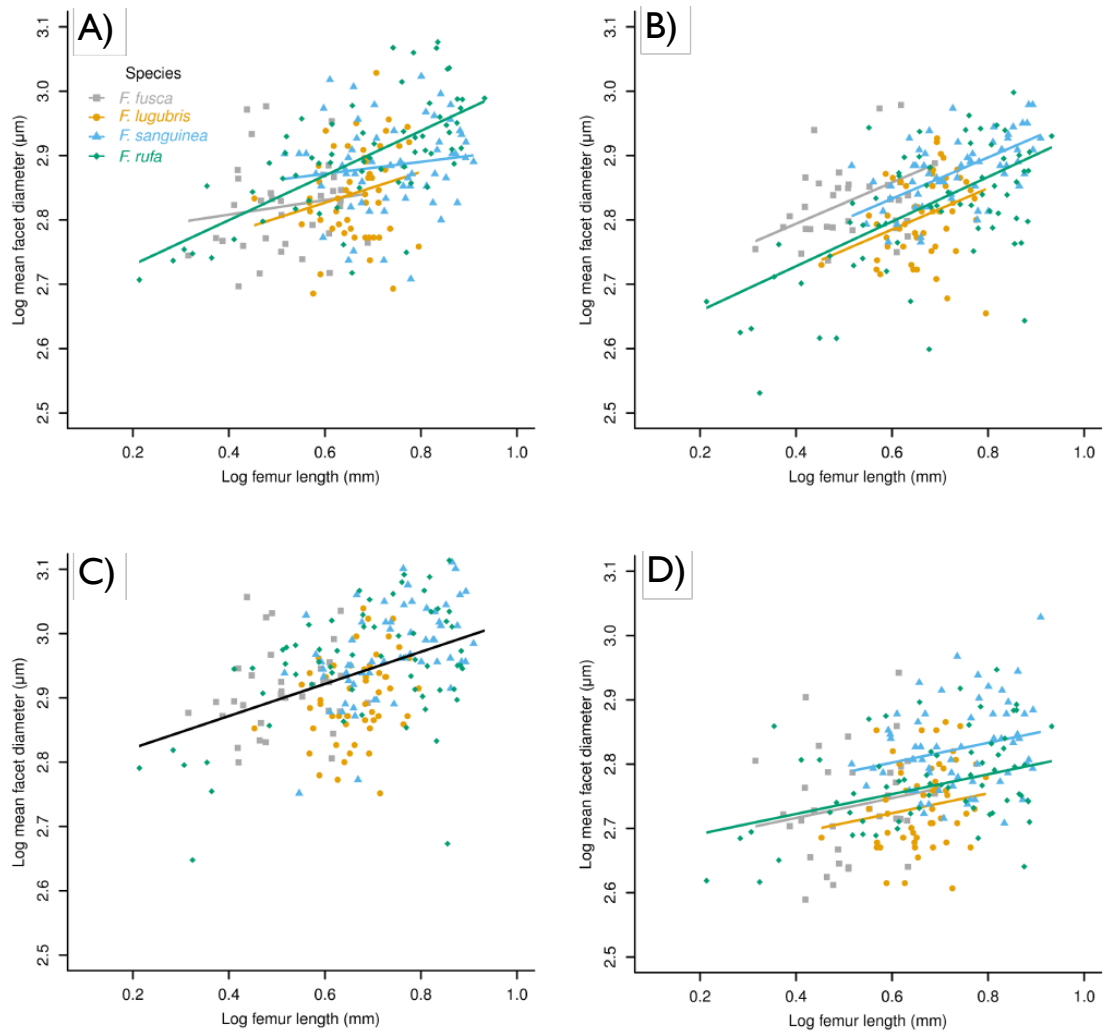 A)
B)
Species
F. fusca
F. lugubris
F. sanguinea
F. rufa
Log mean facet diameter (μm)
3.1
3.0
2.9
2.8
2.7
2.6
2.5
0.2 0.4 0.6 0.8 1.0
Log femur length (mm)
Log mean facet diameter (μm)
3.1
3.0
2.9
2.8
2.7
2.6
2.5
0.2 0.4 0.6 0.8 1.0
Log femur length (mm)
C)
D)
Log mean facet diameter (μm)
3.1
3.0
2.9
2.8
2.7
2.6
2.5
0.2 0.4 0.6 0.8 1.0
Log femur length (mm)
Log mean facet diameter (μm)
3.1
3.0
2.9
2.8
2.7
2.6
2.5
0.2 0.4 0.6 0.8 1.0
Log femur length (mm)